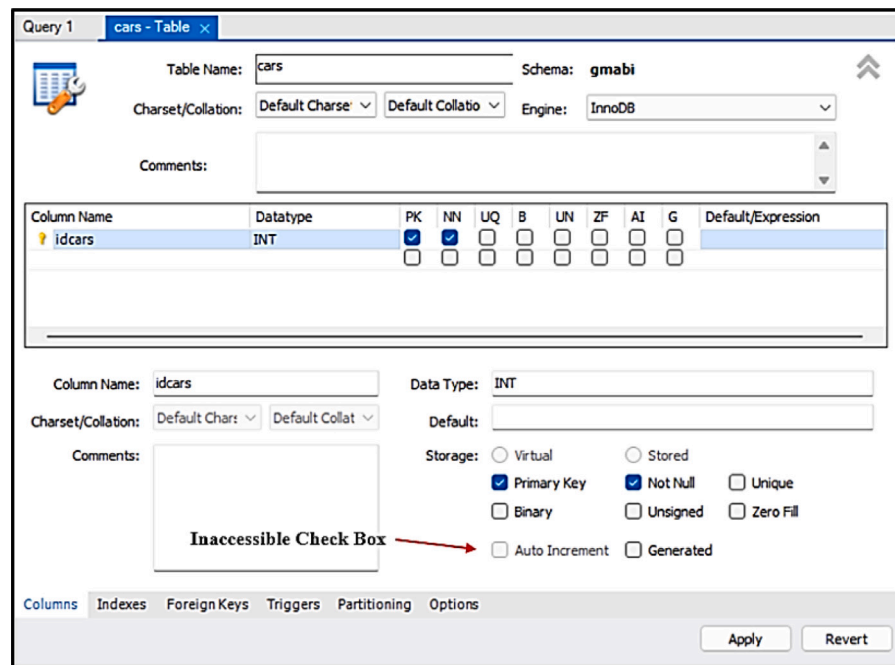 Query 1 cars - Table ×
Table Name: cars Schema: gmabi
Charset/Collation: Default Charse Default Collatio Engine: InnoDB
Comments:
Column Name Datatype PK NN UQ B UN ZF AI G Default/Expression
idcars INT
Column Name: idcars Data Type: INT
Charset/Collation: Default Chars Default Collat Default:
Comments: Storage: Virtual Stored
Primary Key Not Null Unique
Binary Unsigned Zero Fill
Inaccessible Check Box
Auto Increment Generated
Columns Indexes Foreign Keys Triggers Partitioning Options
Apply Revert